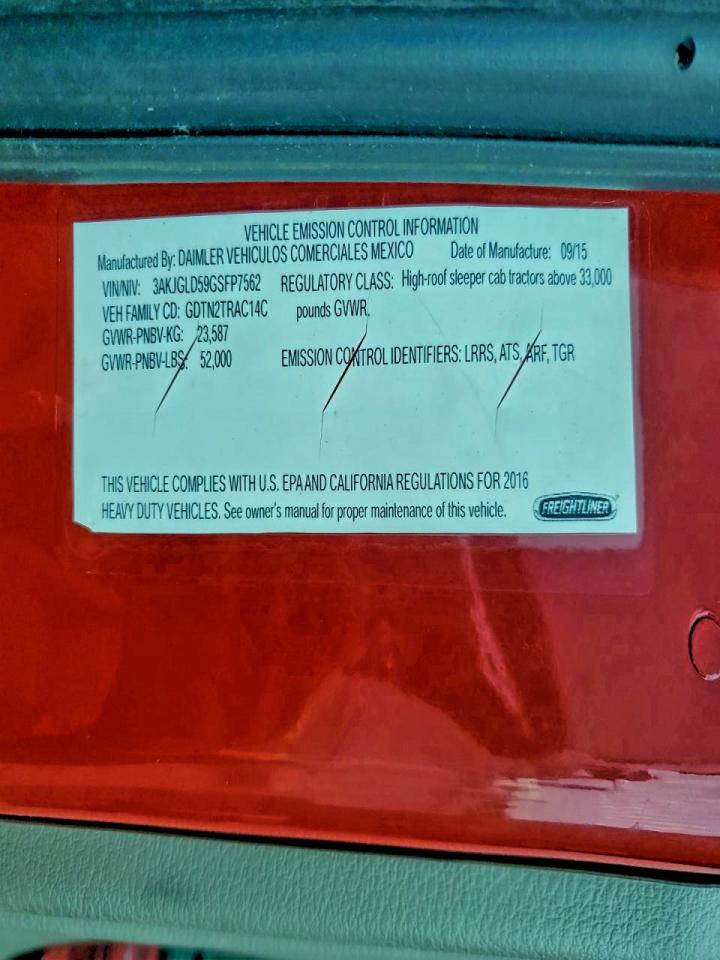 VEHICLE EMISSION CONTROL INFORMATION
Manufactured By: DAIMLER VEHICULOS COMERCIALES MEXICO Date of Manufacture: 09/15
VIN/NIV: 3AKJGLD59GSFP7562 REGULATORY CLASS: High-roof sleeper cab tractors above 33,000
VEH FAMILY CD: GDTN2TRAC14C pounds GVWR.
GVWR-PNBV-KG: 23,587
GVWR-PNBV-LBS: 52,000 EMISSION CONTROL IDENTIFIERS: LRRS, ATS, ARF, TGR
THIS VEHICLE COMPLIES WITH U.S. EPA AND CALIFORNIA REGULATIONS FOR 2016
HEAVY DUTY VEHICLES. See owner's manual for proper maintenance of this vehicle. FREIGHTLINER